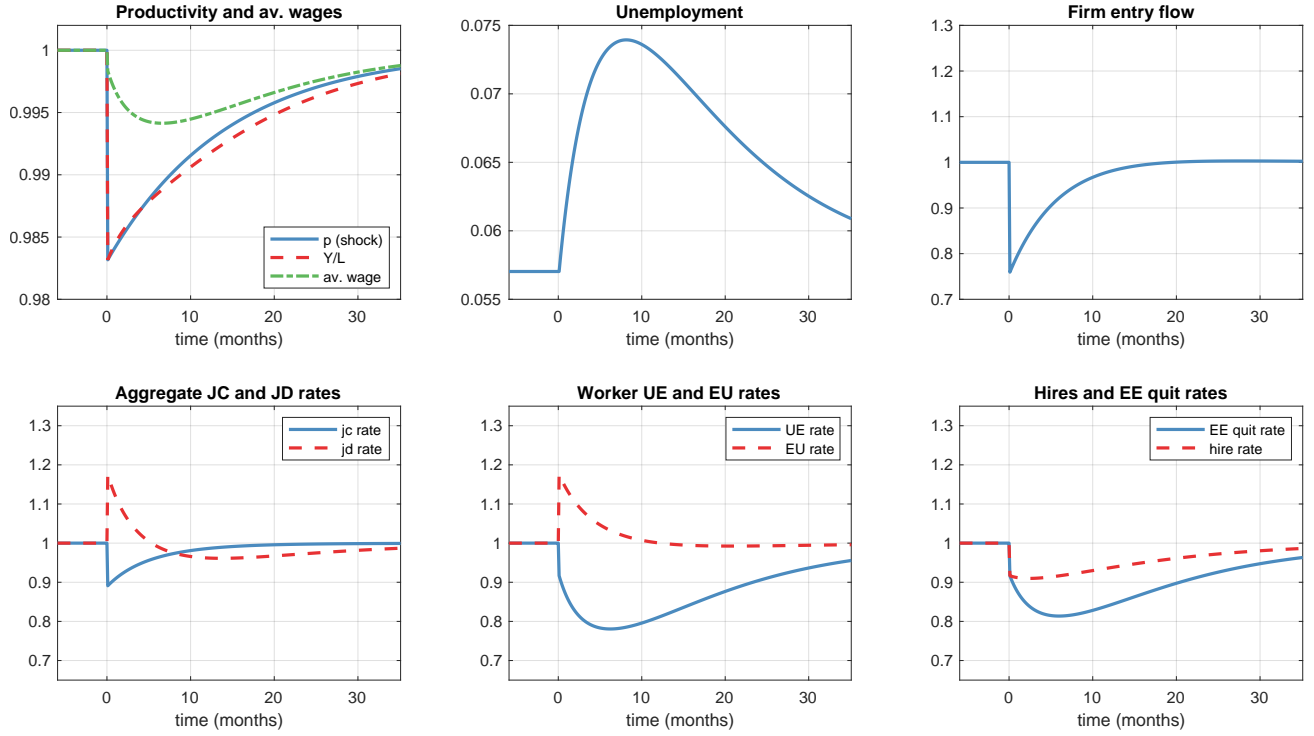 Productivity and av. wages
1
0.995
0.99
0.985
0.98
p (shock)
Y/L
av. wage
0 10 20 30
time (months)
Unemployment
0.075
0.07
0.065
0.06
0.055
0 10 20 30
time (months)
Firm entry flow
1.3
1.2
1.1
1
0.9
0.8
0.7
0 10 20 30
time (months)
Aggregate JC and JD rates
jc rate
jd rate
1.3
1.2
1.1
1
0.9
0.8
0.7
0 10 20 30
time (months)
Worker UE and EU rates
UE rate
EU rate
1.3
1.2
1.1
1
0.9
0.8
0.7
0 10 20 30
time (months)
Hires and EE quit rates
EE quit rate
hire rate
1.3
1.2
1.1
1
0.9
0.8
0.7
0 10 20 30
time (months)